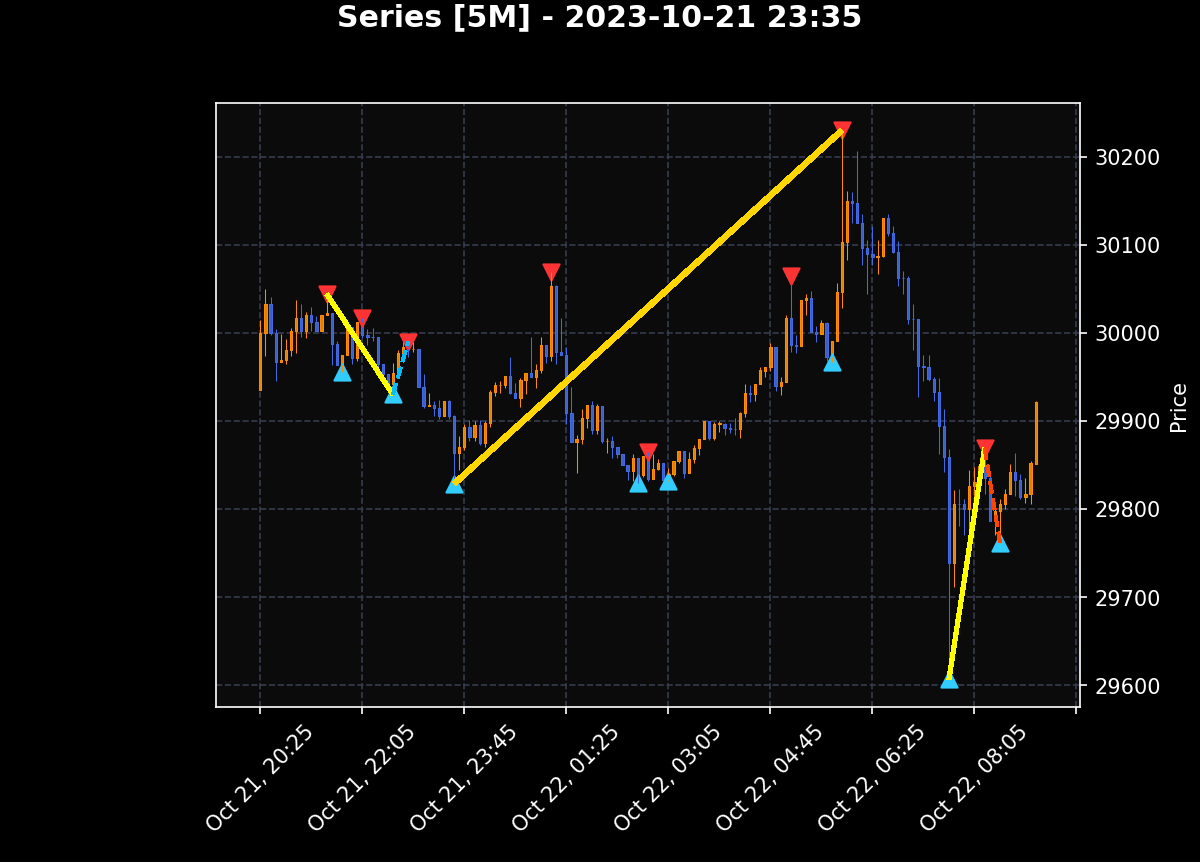 Series [5M] - 2023-10-21 23:35
30200
30100
30000
29900
29800
29700
29600
Price
Oct 21, 20:25
Oct 21, 22:05
Oct 21, 23:45
Oct 22, 01:25
Oct 22, 03:05
Oct 22, 04:45
Oct 22, 06:25
Oct 22, 08:05